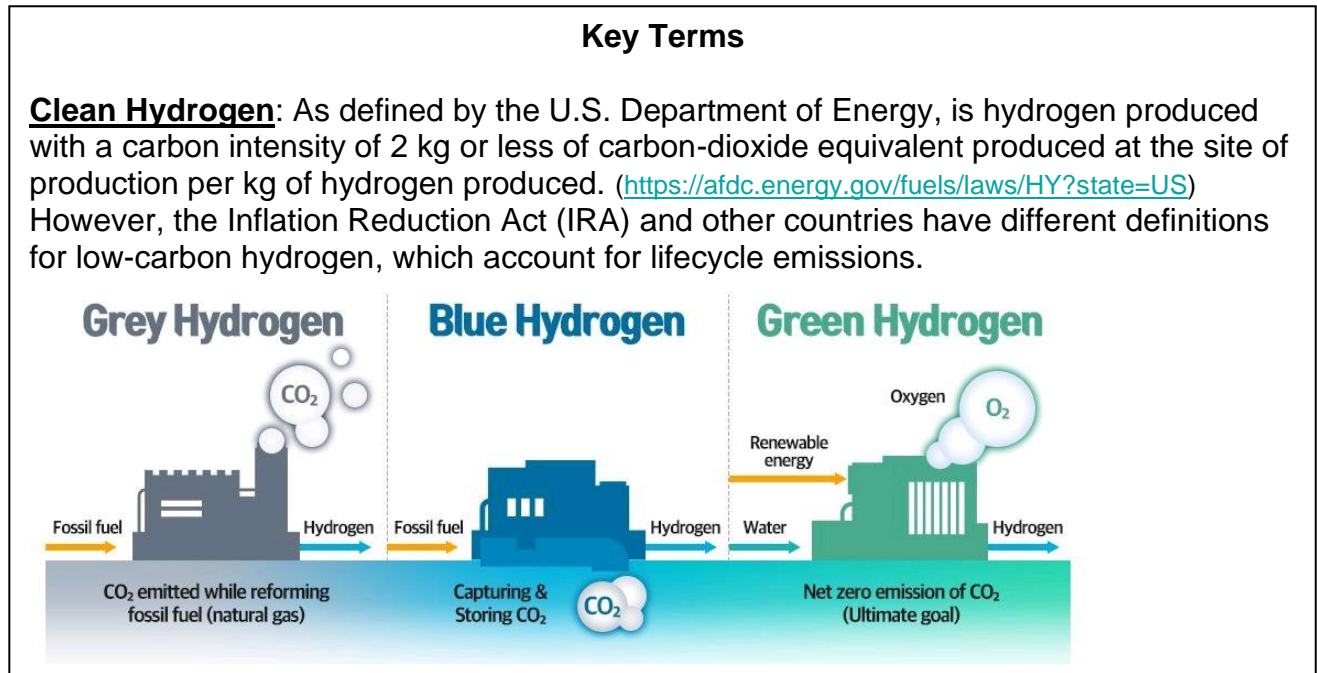 Key Terms
Clean Hydrogen: As defined by the U.S. Department of Energy, is hydrogen produced
with a carbon intensity of 2 kg or less of carbon-dioxide equivalent produced at the site of
production per kg of hydrogen produced. (https://afdc.energy.gov/fuels/laws/HY?state=US)
However, the Inflation Reduction Act (IRA) and other countries have different definitions
for low-carbon hydrogen, which account for lifecycle emissions.
Grey Hydrogen
CO₂
Fossil fuel
Hydrogen
CO₂ emitted while reforming
fossil fuel (natural gas)
Blue Hydrogen
Fossil fuel
Hydrogen
Capturing &
Storing CO₂
CO₂
Green Hydrogen
Oxygen
O₂
Renewable
energy
Water
Hydrogen
Net zero emission of CO₂
(Ultimate goal)